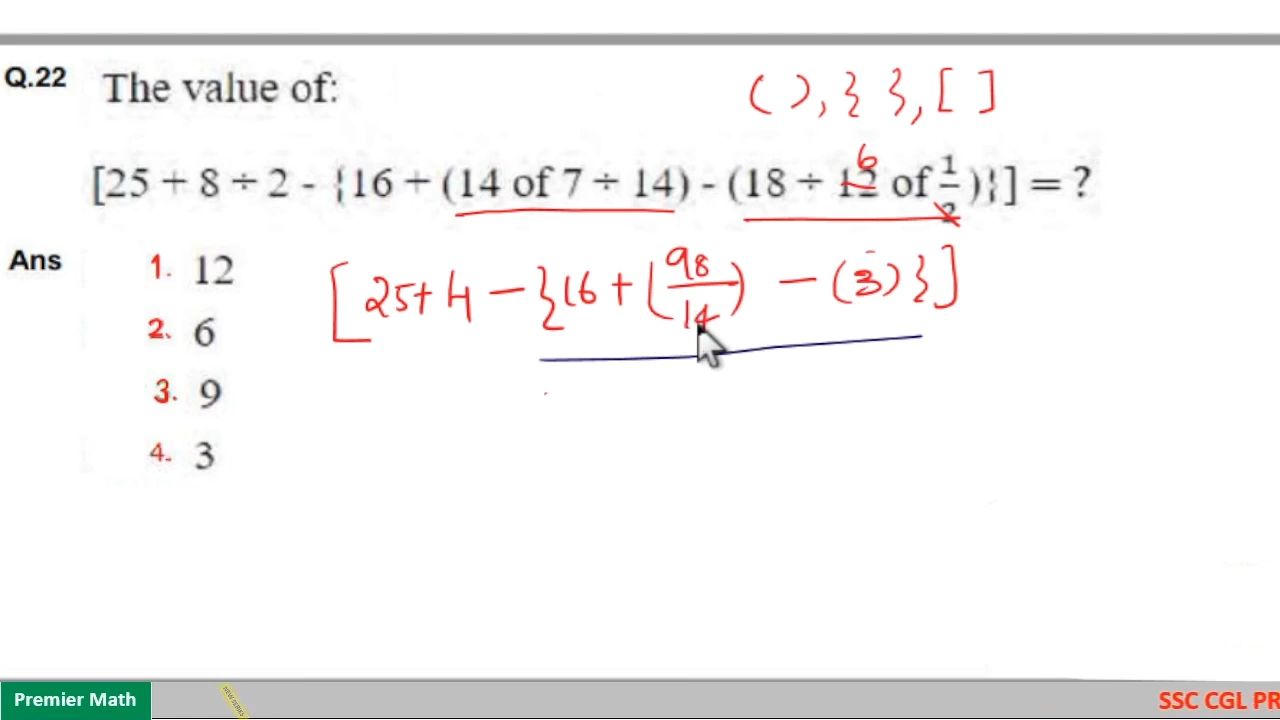 Q.22 The value of:
( ), { }, [ ]
6
[25 + 8 ÷ 2 - {16 + (14 of 7 ÷ 14) - (18 ÷ 12 of 1/2)}] = ?
Ans
1. 12
2. 6
3. 9
4. 3
[25+4 - {16 + (98/14) - (3)}]
Premier Math
SSC CGL PR